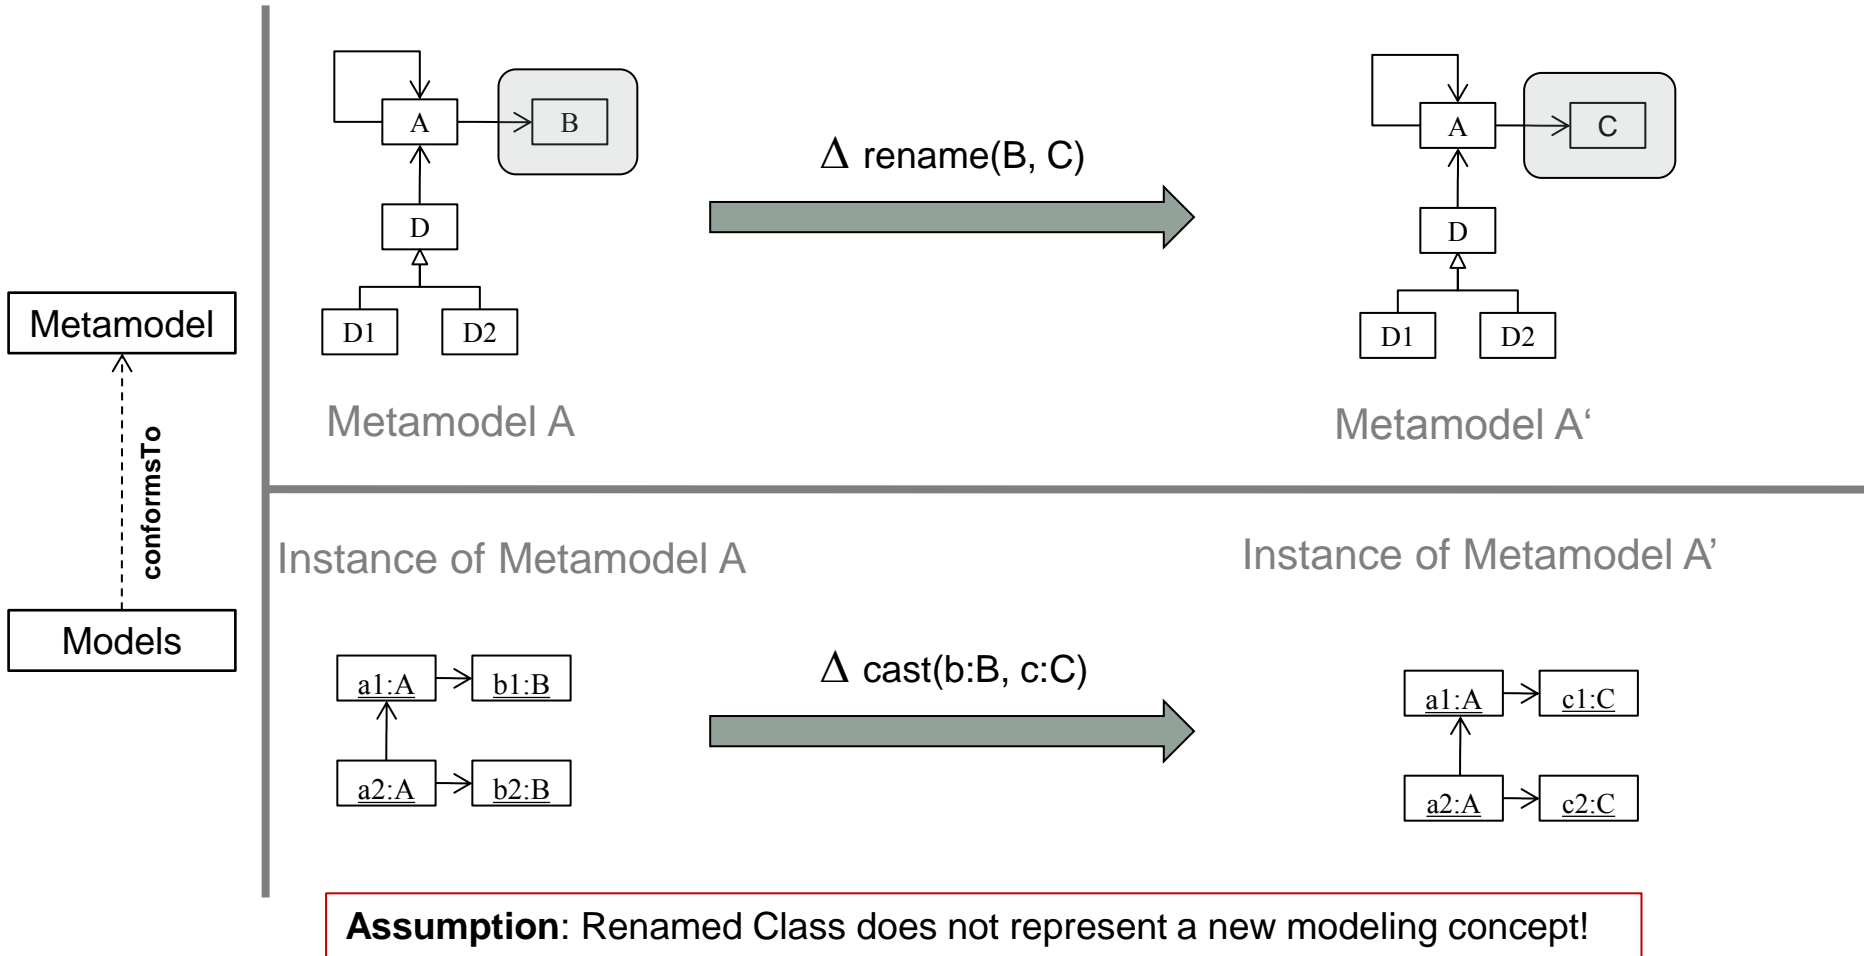 A
B
D
D1
D2
Metamodel A
Δ rename(B, C)
A
C
D
D1
D2
Metamodel A‘
Metamodel
conformsTo
Models
Instance of Metamodel A
a1:A
b1:B
a2:A
b2:B
Δ cast(b:B, c:C)
Instance of Metamodel A’
a1:A
c1:C
a2:A
c2:C
Assumption: Renamed Class does not represent a new modeling concept!